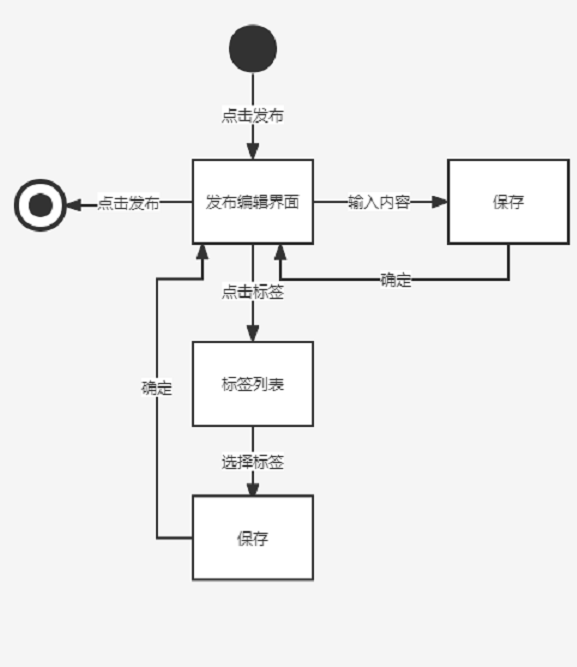 点击发布
点击发布
发布编辑界面
输入内容
保存
确定
点击标签
标签列表
确定
选择标签
保存